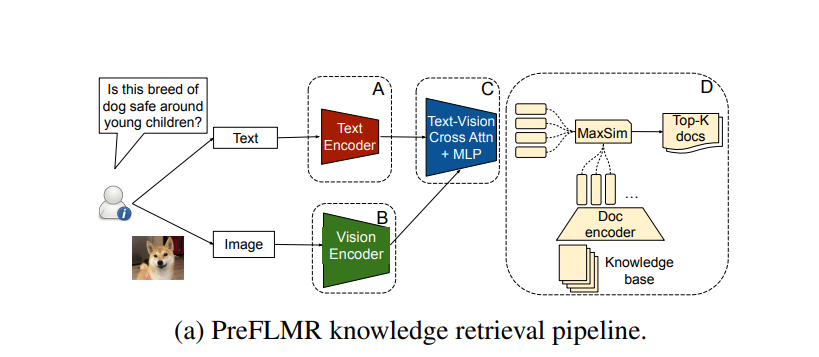 Is this breed of
dog safe around
young children?
Text
Image
A
Text
Encoder
B
Vision
Encoder
C
Text-Vision
Cross Attn
+ MLP
D
MaxSim
Top-K
docs
...
Doc
encoder
Knowledge
base
(a) PreFLMR knowledge retrieval pipeline.